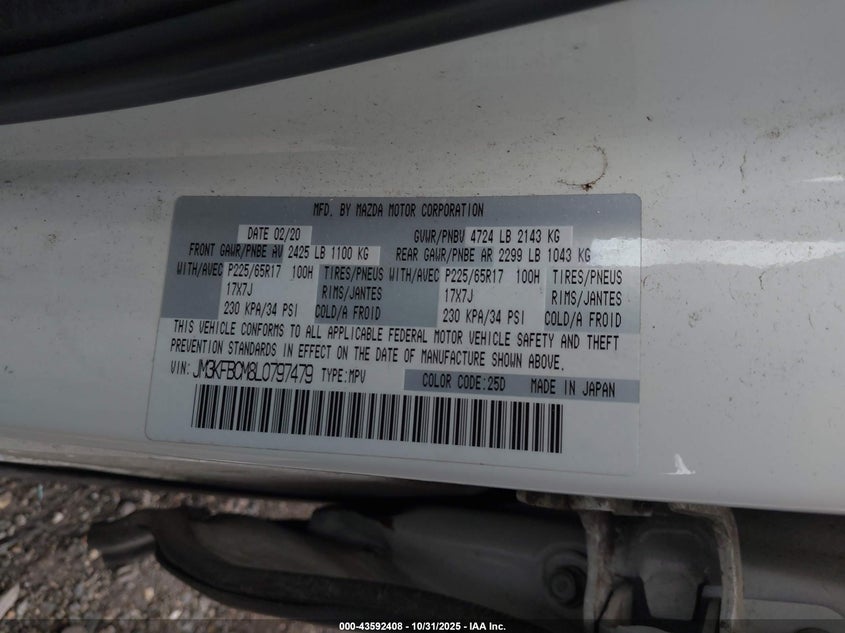 MFD. BY MAZDA MOTOR CORPORATION
DATE 02/20 GVWR/PNBV 4724 LB 2143 KG
FRONT GAWR/PNBE AV 2425 LB 1100 KG REAR GAWR/PNBE AR 2299 LB 1043 KG
WITH/AVEC P225/65R17 100H TIRES/PNEUS WITH/AVEC P225/65R17 100H TIRES/PNEUS
17X7J RIMS/JANTES 17X7J RIMS/JANTES
230 KPA/34 PSI COLD/A FROID 230 KPA/34 PSI COLD/A FROID
THIS VEHICLE CONFORMS TO ALL APPLICABLE FEDERAL MOTOR VEHICLE SAFETY AND THEFT
PREVENTION STANDARDS IN EFFECT ON THE DATE OF MANUFACTURE SHOWN ABOVE.
VIN: JM3KFBCM8L0797479 TYPE:MPV COLOR CODE:25D MADE IN JAPAN
000-43592408 - 10/31/2025 - IAA Inc.